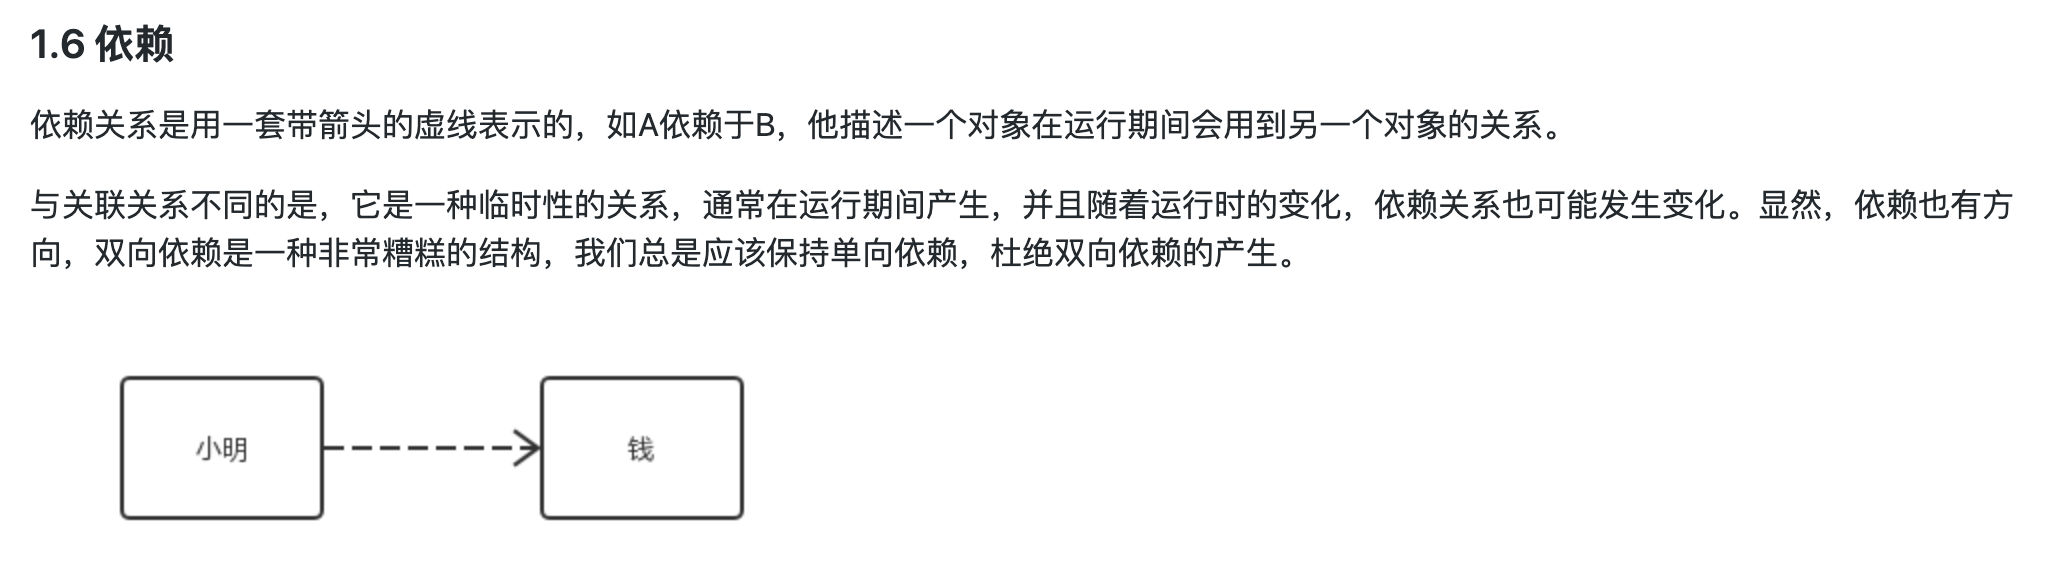 1.6 依赖
依赖关系是用一套带箭头的虚线表示的，如A依赖于B，他描述一个对象在运行期间会用到另一个对象的关系。
与关联关系不同的是，它是一种临时性的关系，通常在运行期间产生，并且随着运行时的变化，依赖关系也可能发生变化。显然，依赖也有方
向，双向依赖是一种非常糟糕的结构，我们总是应该保持单向依赖，杜绝双向依赖的产生。
小明
钱